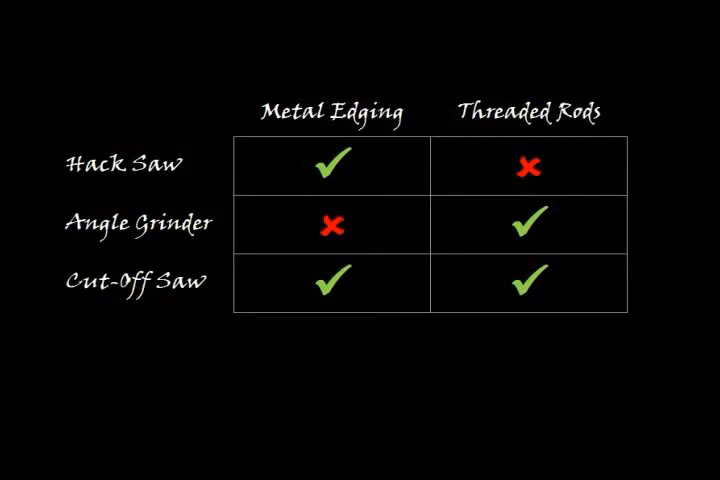 Metal Edging Threaded Rods
Hack Saw
Angle Grinder
Cut-Off Saw